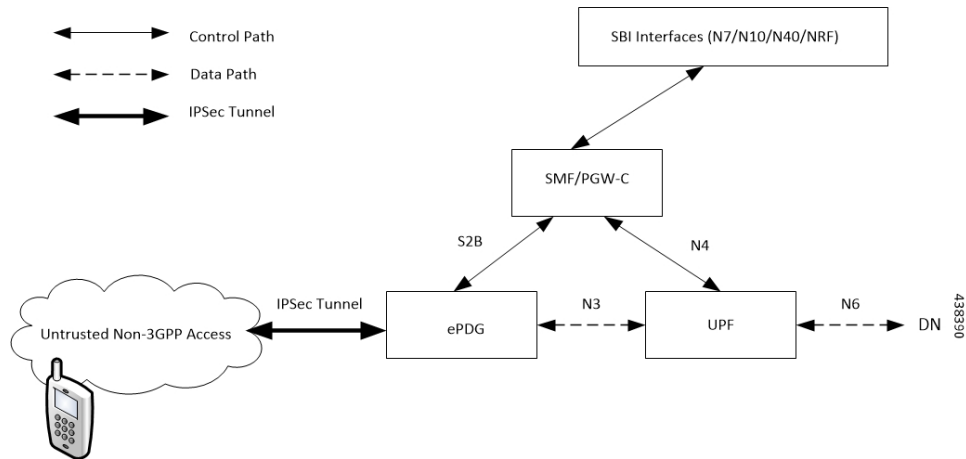 Control Path
Data Path
IPSec Tunnel
SBI Interfaces (N7/N10/N40/NRF)
SMF/PGW-C
S2B
N4
Untrusted Non-3GPP Access
IPSec Tunnel
ePDG
N3
UPF
N6
DN
438390